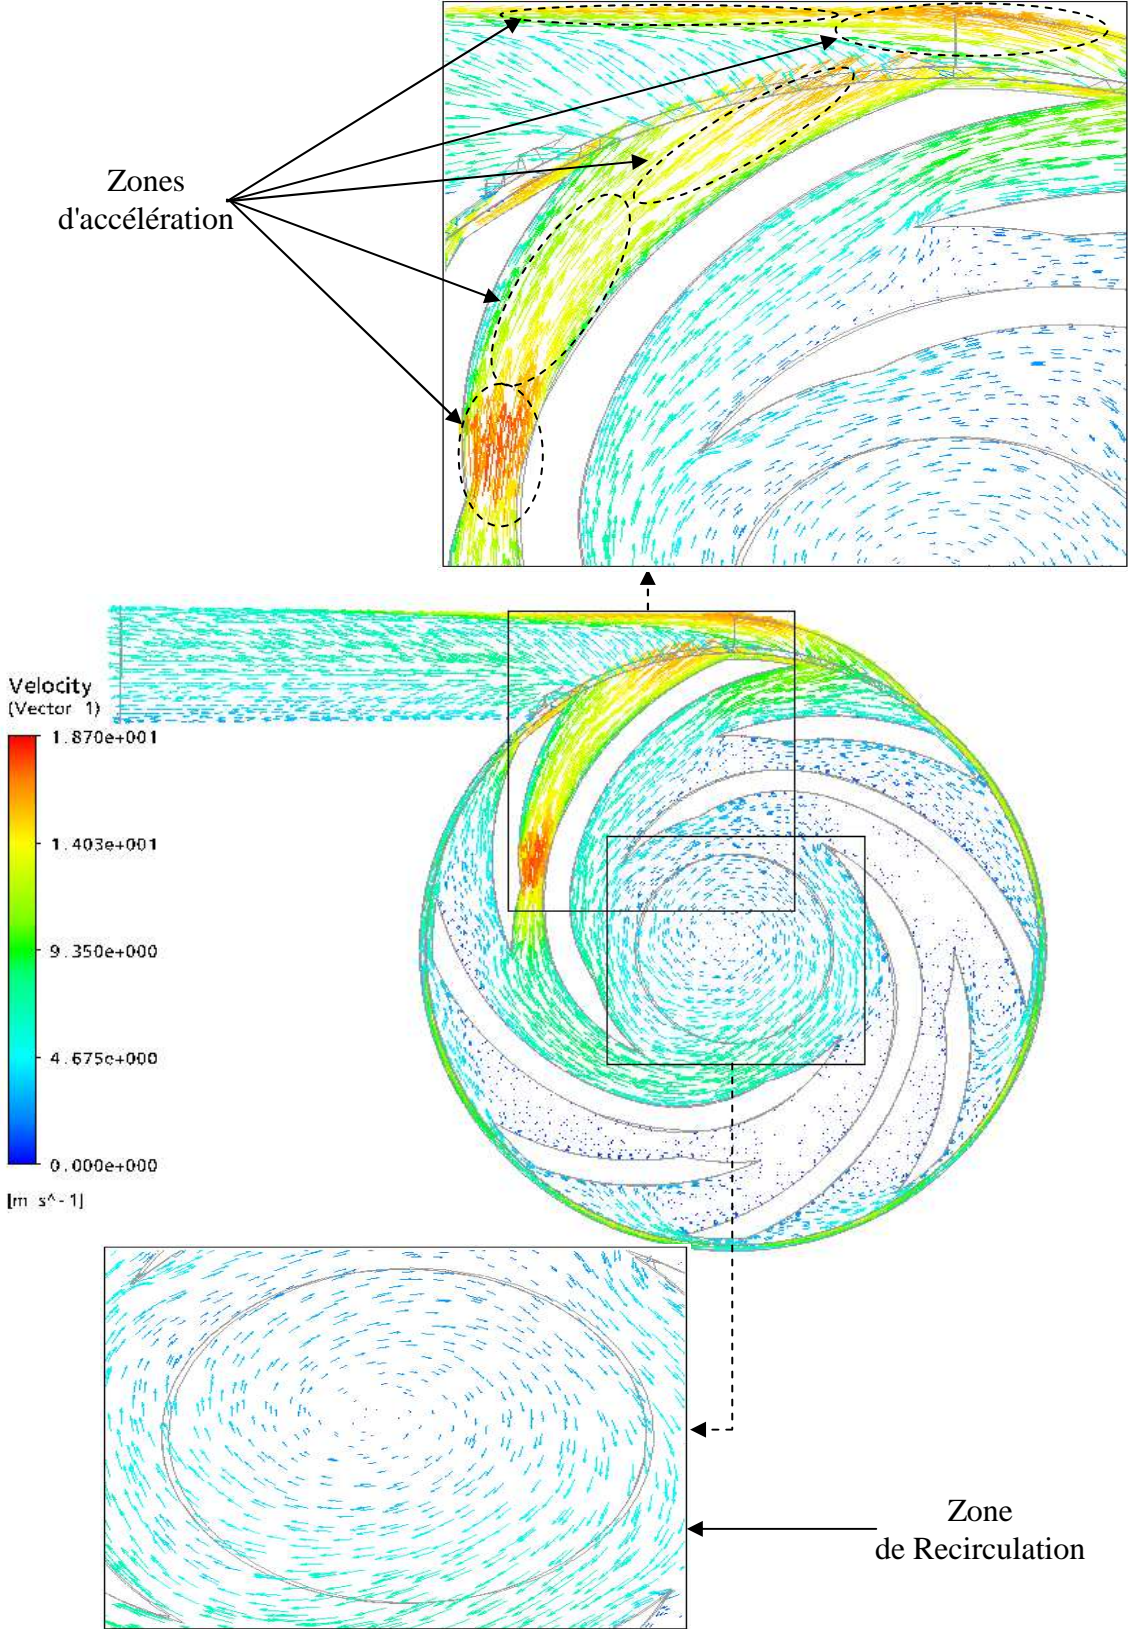 Zones
d'accélération
Velocity
(Vector 1)
1.870e+001
1.403e+001
9.350e+000
4.675e+000
0.000e+000
[m s^-1]
Zone
de Recirculation